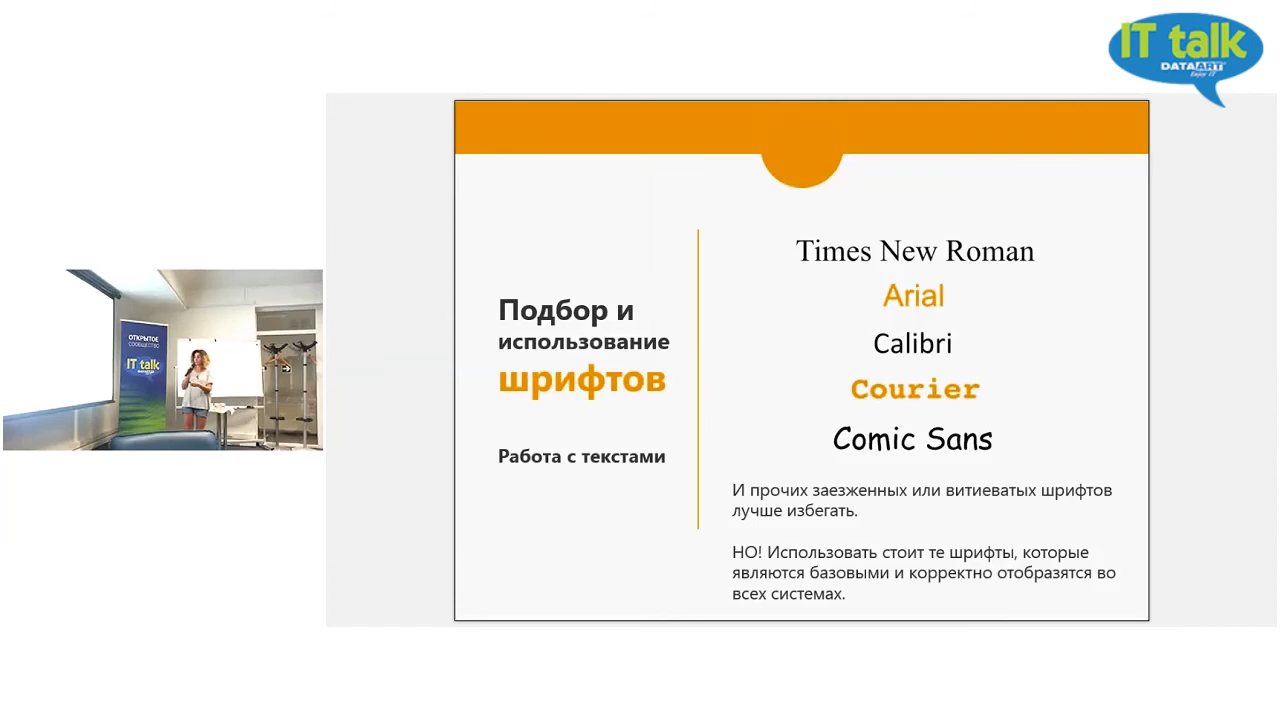 IT talk
DATAART
Enjoy IT
Подбор и
использование
шрифтов
Работа с текстами
Times New Roman
Arial
Calibri
Courier
Comic Sans
И прочих заезженных или витиеватых шрифтов
лучше избегать.
НО! Использовать стоит те шрифты, которые
являются базовыми и корректно отобразятся во
всех системах.
ОТКРЫТОЕ
СООБЩЕСТВО
IT talk